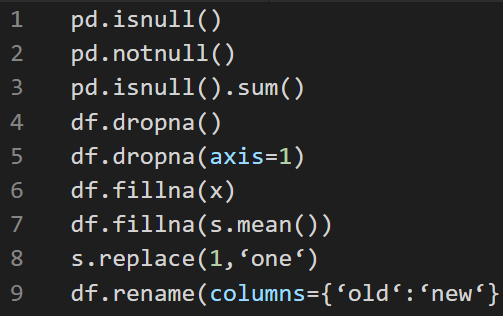 1 pd.isnull()
2 pd.notnull()
3 pd.isnull().sum()
4 df.dropna()
5 df.dropna(axis=1)
6 df.fillna(x)
7 df.fillna(s.mean())
8 s.replace(1,‘one‘)
9 df.rename(columns={‘old‘:‘new‘}